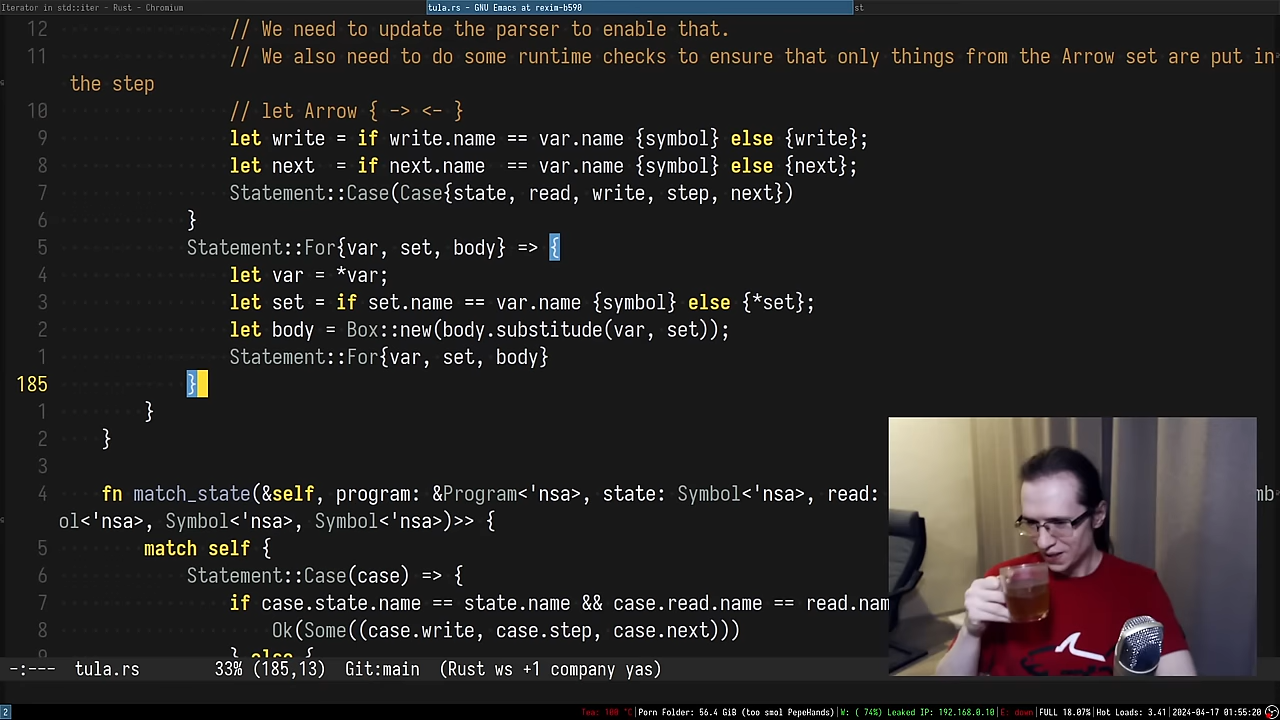 Iterator in std::iter - Rust - Chromium
tula.rs - GNU Emacs at rexim-b590
st
12 // We need to update the parser to enable that.
11 // We also need to do some runtime checks to ensure that only things from the Arrow set are put in
the step
10 // let Arrow { -> <- }
9 let write = if write.name == var.name {symbol} else {write};
8 let next  = if next.name  == var.name {symbol} else {next};
7 Statement::Case(Case{state, read, write, step, next})
6 }
5 Statement::For{var, set, body} => {
4 let var = *var;
3 let set = if set.name == var.name {symbol} else {*set};
2 let body = Box::new(body.substitude(var, set));
1 Statement::For{var, set, body}
185 }
1 }
2 }
3
4 fn match_state(&self, program: &Program<'nsa>, state: Symbol<'nsa>, read:
ol<'nsa>, Symbol<'nsa>, Symbol<'nsa>)>> {
5 match self {
6 Statement::Case(case) => {
7 if case.state.name == state.name && case.read.name == read.nam
8 Ok(Some((case.write, case.step, case.next)))
9 } else {
-:--- tula.rs 33% (185,13) Git:main (Rust ws +1 company yas)
2
Tea: 100 °C|Porn Folder: 56.4 GiB (too smol PepeHands)|W: ( 74%) Leaked IP: 192.168.0.10|E: down|FULL 18.07%|Hot Loads: 3.41|2024-04-17 01:55:20